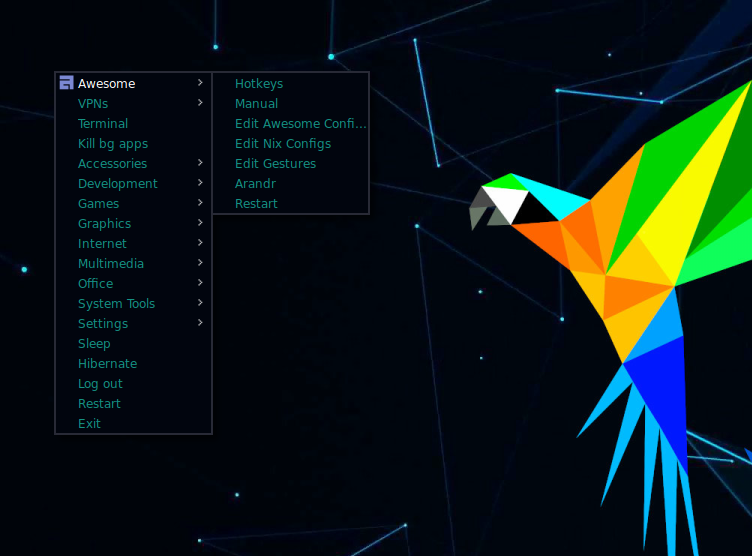 Awesome
VPNs
Terminal
Kill bg apps
Accessories
Development
Games
Graphics
Internet
Multimedia
Office
System Tools
Settings
Sleep
Hibernate
Log out
Restart
Exit
Hotkeys
Manual
Edit Awesome Confi...
Edit Nix Configs
Edit Gestures
Arandr
Restart